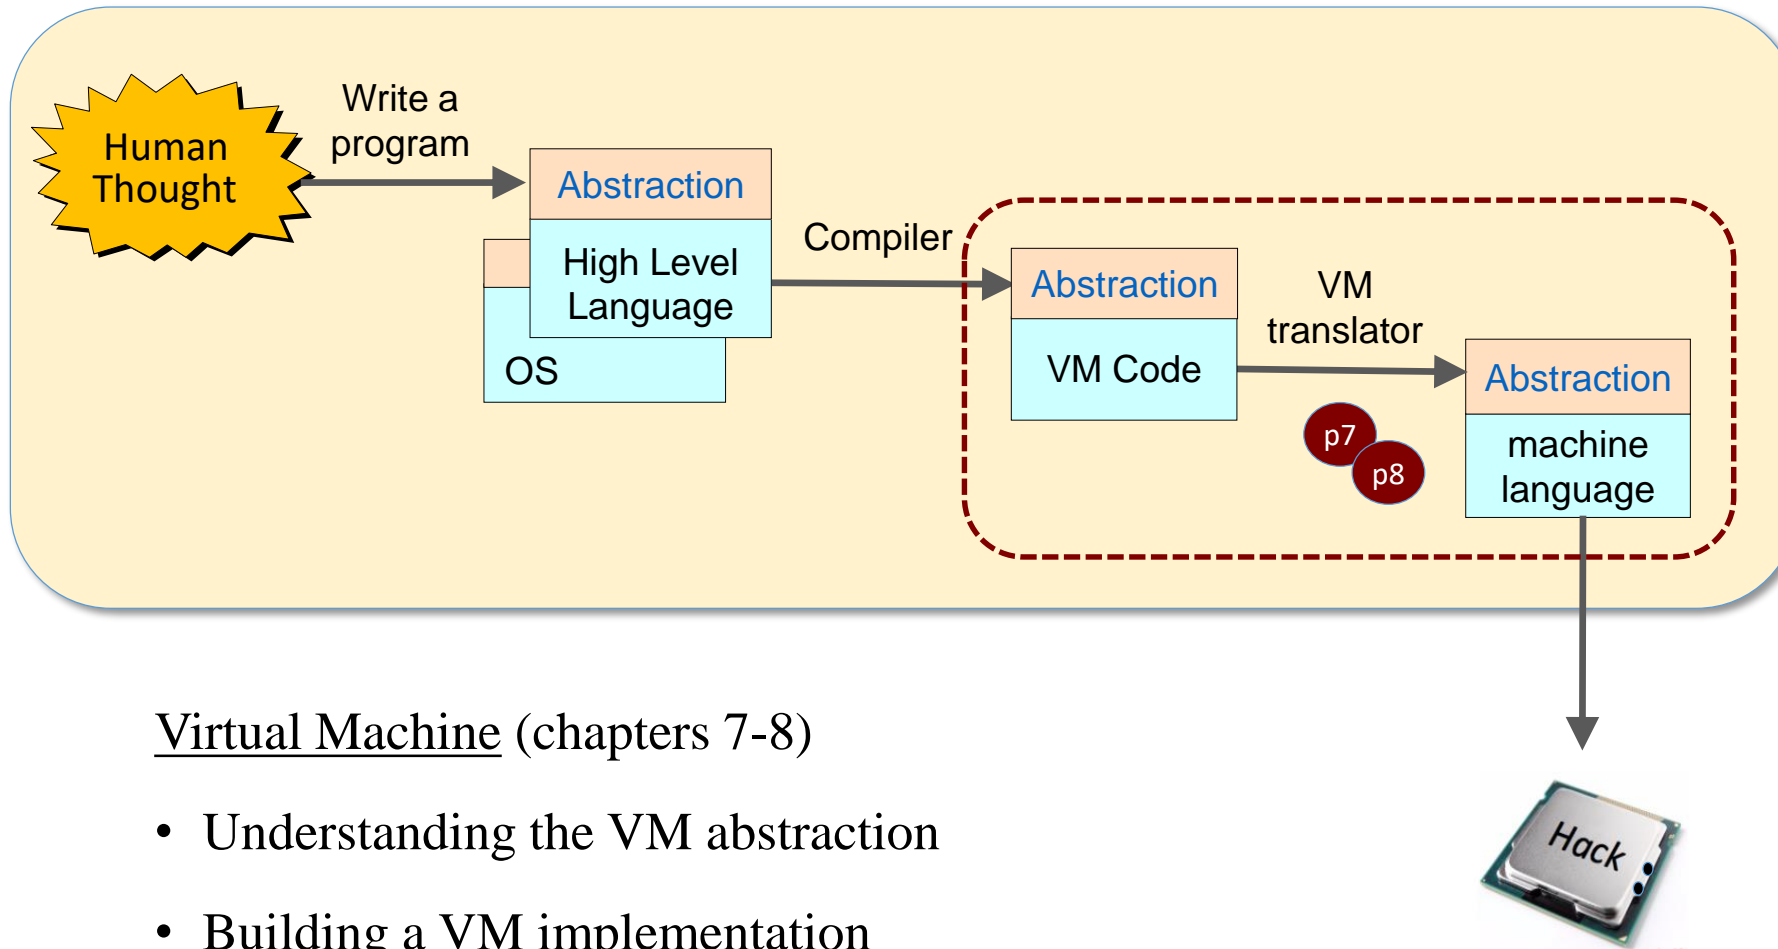 Human
Thought
Write a
program
Abstraction
High Level
Language
OS
Compiler
Abstraction
VM Code
VM
translator
p7
p8
Abstraction
machine
language
Virtual Machine (chapters 7-8)
• Understanding the VM abstraction
• Building a VM implementation
Hack